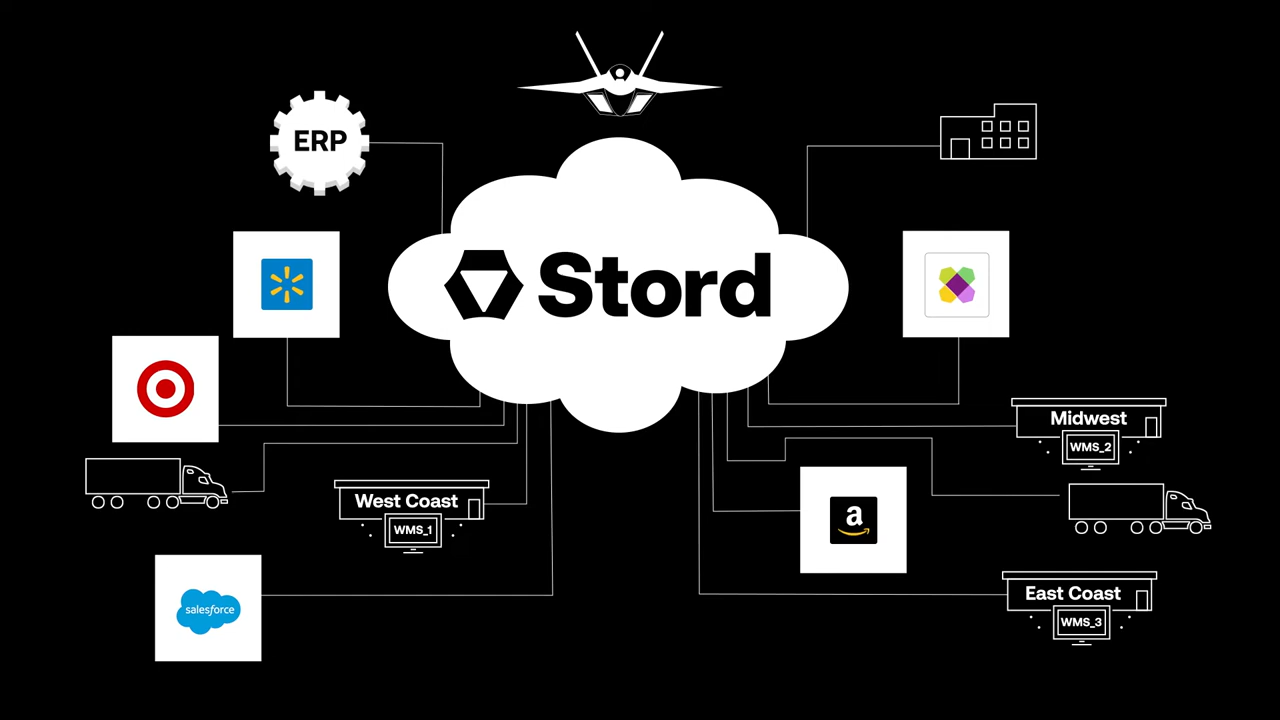 ERP
Stord
Midwest
WMS_2
West Coast
WMS_1
a
salesforce
East Coast
WMS_3